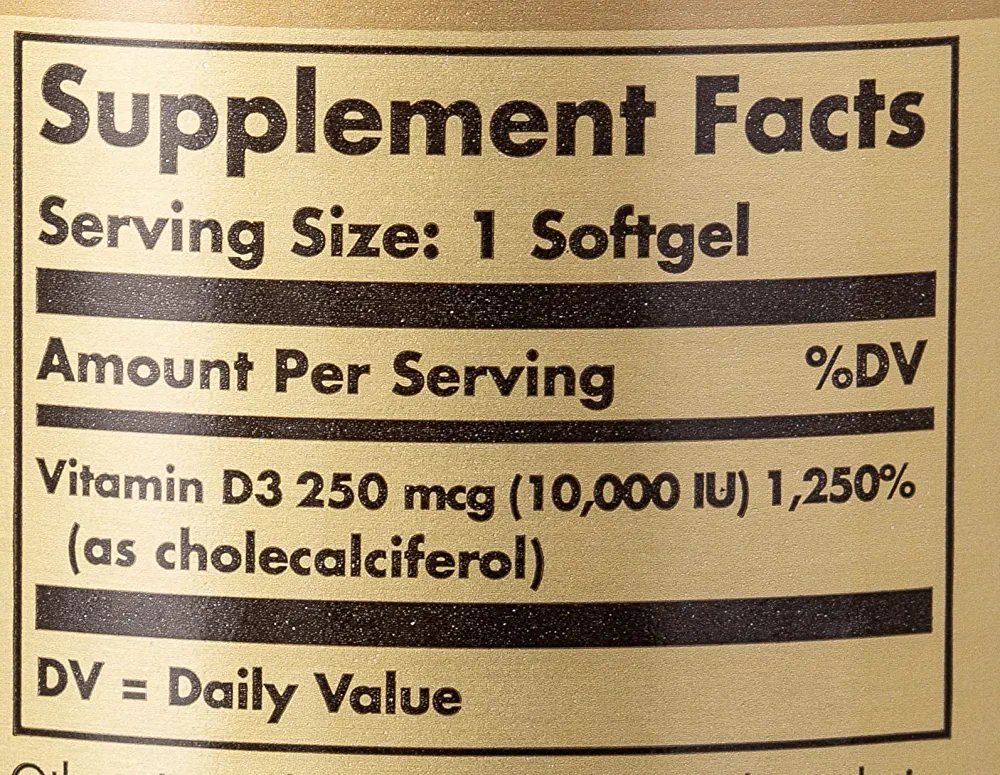 Supplement Facts
Serving Size: 1 Softgel
Amount Per Serving %DV
Vitamin D3 250 mcg (10,000 IU) 1,250%
(as cholecalciferol)
DV = Daily Value